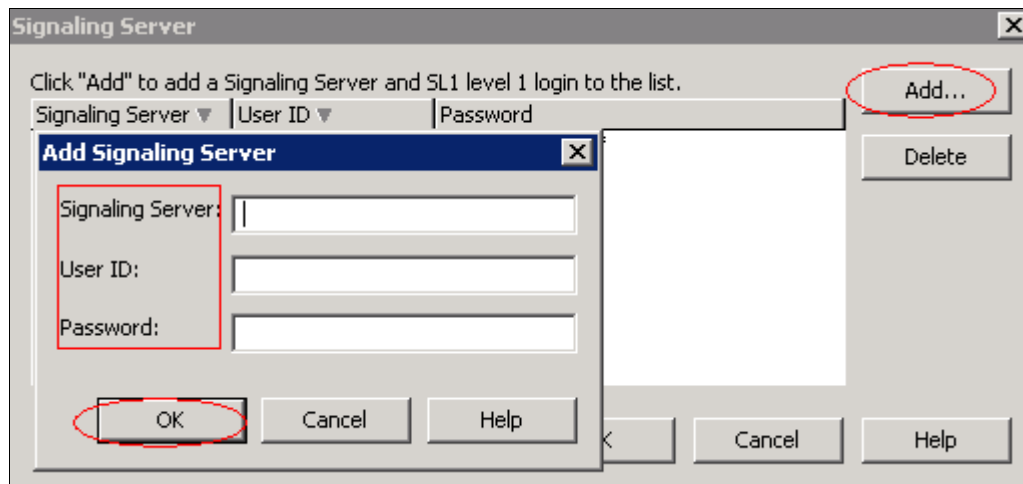 Signaling Server
Click "Add" to add a Signaling Server and SL1 level 1 login to the list.
Add...
Signaling Server User ID Password
Delete
Add Signaling Server
Signaling Server:
User ID:
Password:
OK Cancel Help
Cancel Help